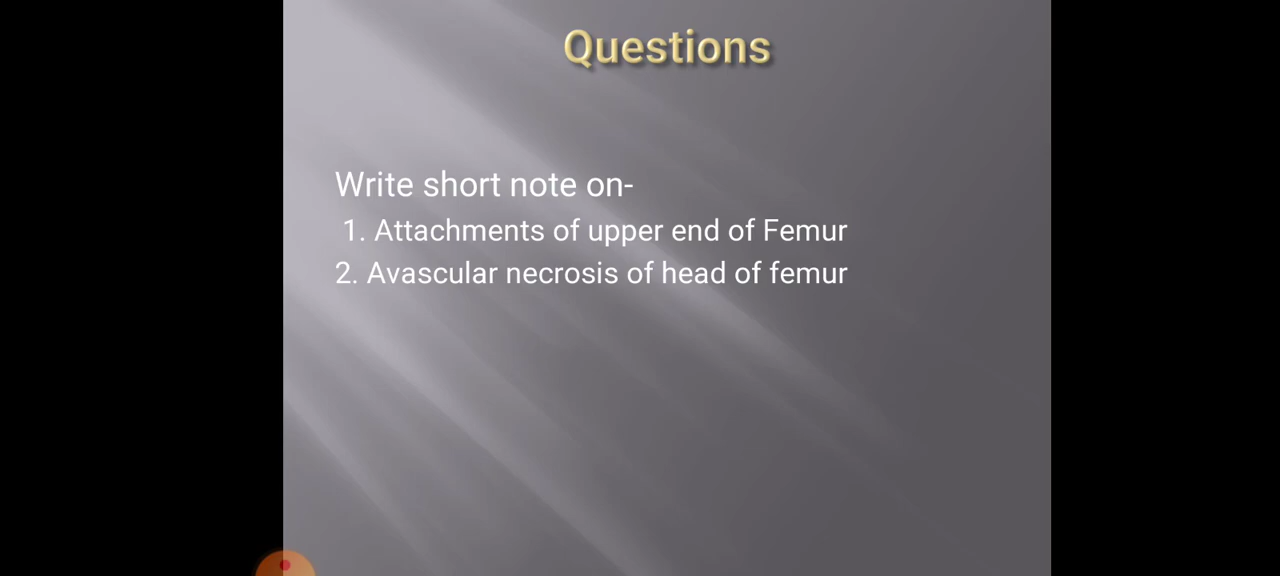 Questions
Write short note on-
1. Attachments of upper end of Femur
2. Avascular necrosis of head of femur